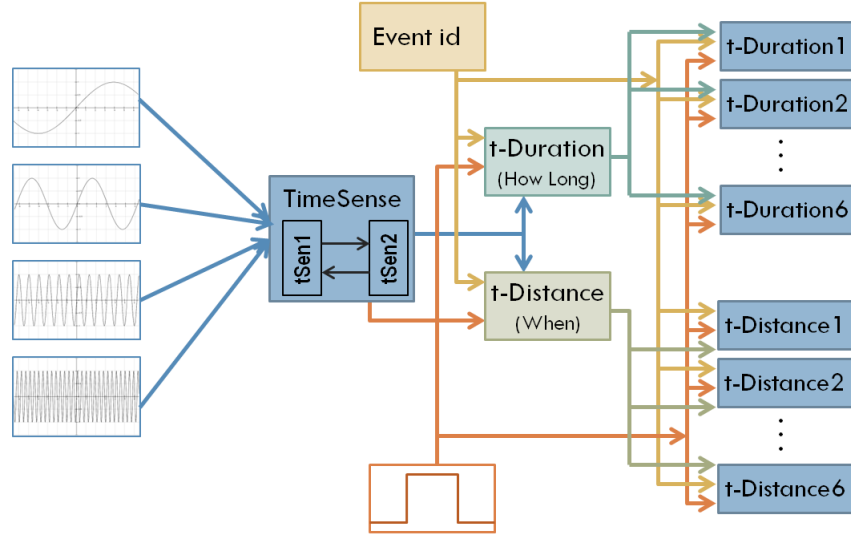 Event id
TimeSense
tSen1
tSen2
t-Duration
(How Long)
t-Distance
(When)
t-Duration1
t-Duration2
t-Duration6
t-Distance1
t-Distance2
t-Distance6